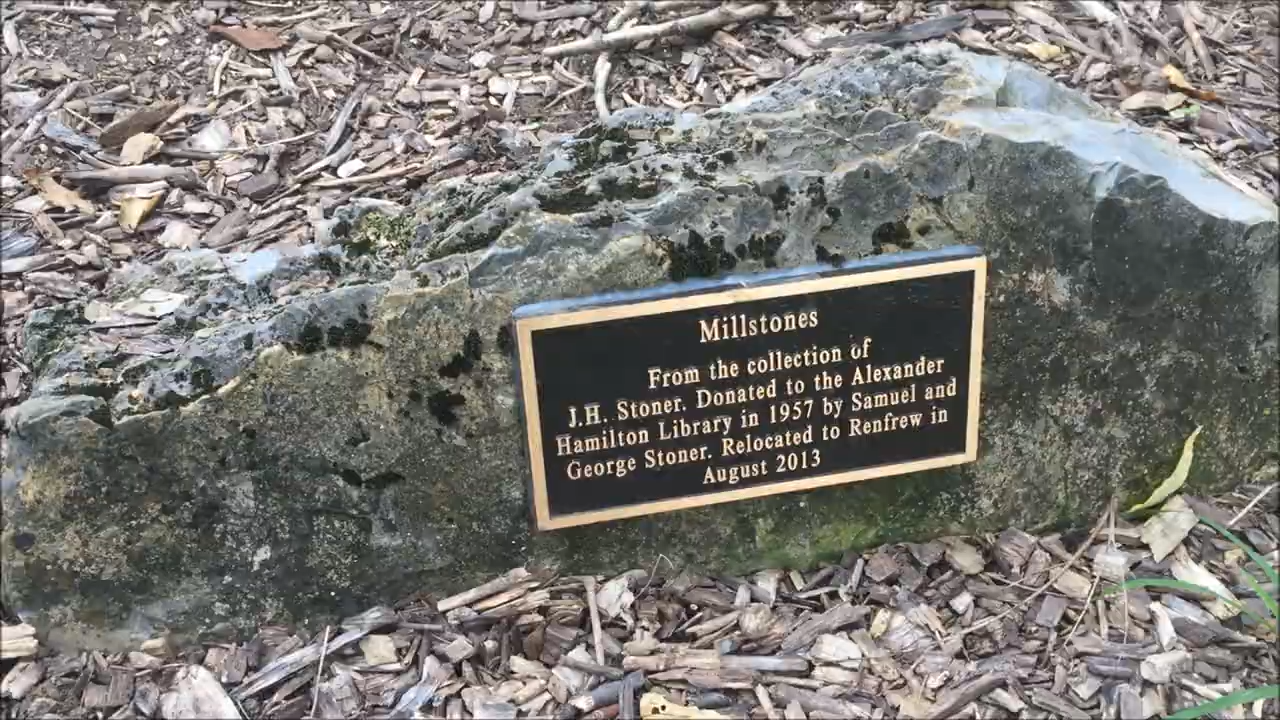 Millstones
From the collection of
J.H. Stoner. Donated to the Alexander
Hamilton Library in 1957 by Samuel and
George Stoner. Relocated to Renfrew in
August 2013